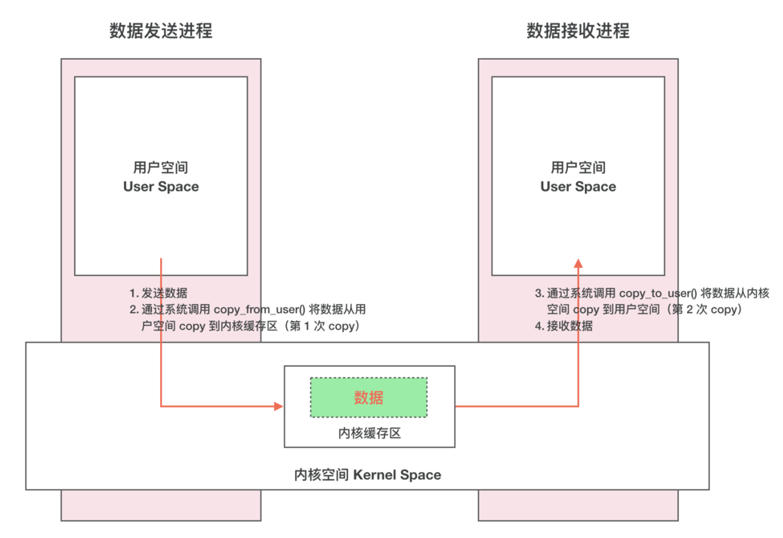 数据发送进程
数据接收进程
用户空间
User Space
用户空间
User Space
1. 发送数据
2. 通过系统调用 copy_from_user() 将数据从用
户空间 copy 到内核缓存区（第 1 次 copy）
3. 通过系统调用 copy_to_user() 将数据从内核
空间 copy 到用户空间（第 2 次 copy）
4. 接收数据
数据
内核缓存区
内核空间 Kernel Space